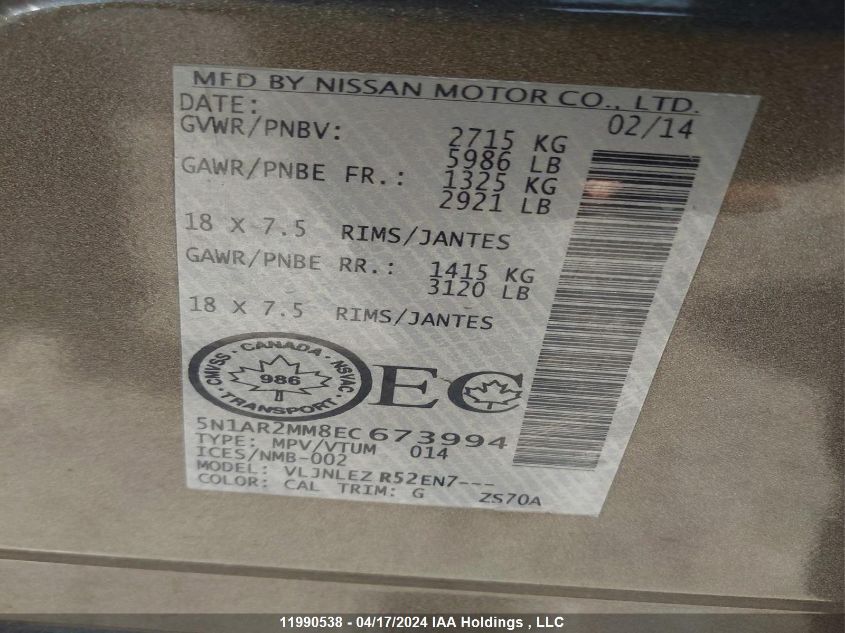 MFD BY NISSAN MOTOR CO., LTD.
DATE: 02/14
GVWR/PNBV: 2715 KG
5986 LB
GAWR/PNBE FR.: 1325 KG
2921 LB
18 X 7.5 RIMS/JANTES
GAWR/PNBE RR.: 1415 KG
3120 LB
18 X 7.5 RIMS/JANTES
CMVSS · CANADA · NSVAC
986
· TRANSPORT ·
EC
5N1AR2MM8EC673994
TYPE: MPV/VTUM 014
ICES/NMB-002
MODEL: VLJNLEZ R52EN7---
COLOR: CAL TRIM: G ZS70A
11990538 - 04/17/2024 IAA Holdings , LLC